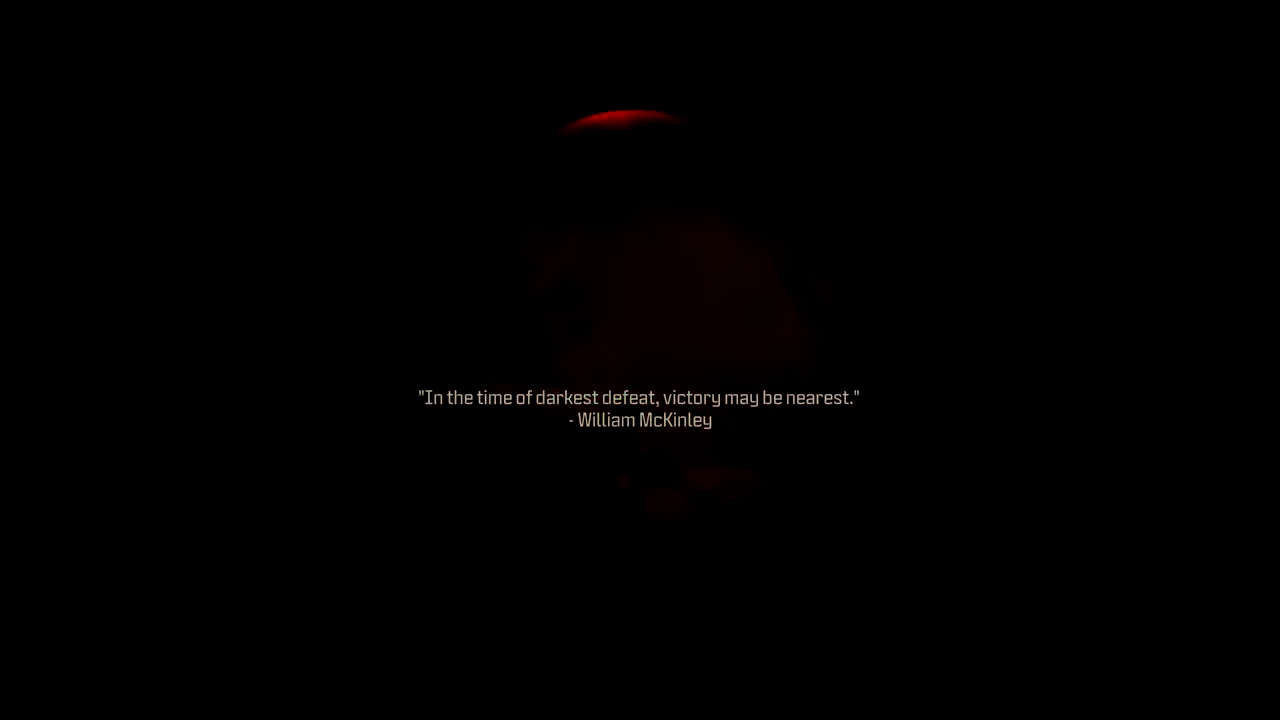 "In the time of darkest defeat, victory may be nearest."
- William McKinley